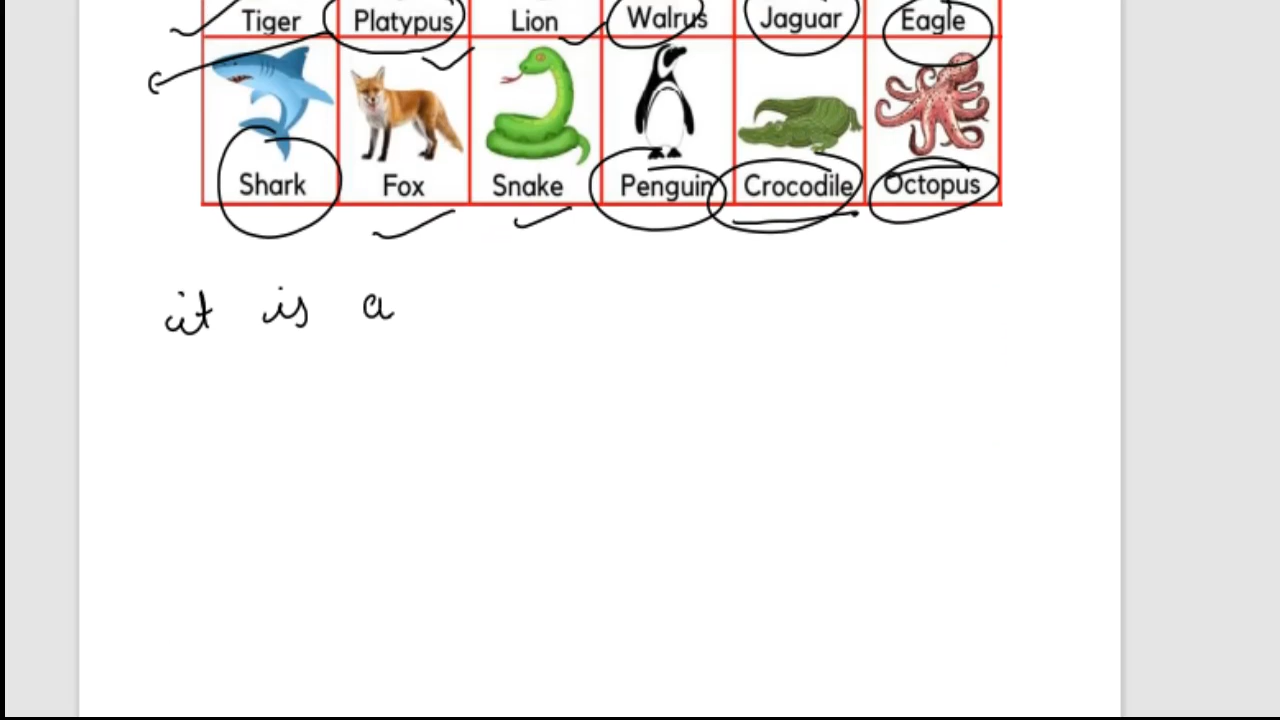 Tiger Platypus Lion Walrus Jaguar Eagle
Shark Fox Snake Penguin Crocodile Octopus
it is a